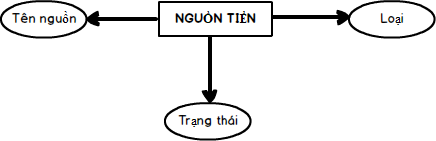 Tên nguồn
NGUỒN TIỀN
Loại
Trạng thái